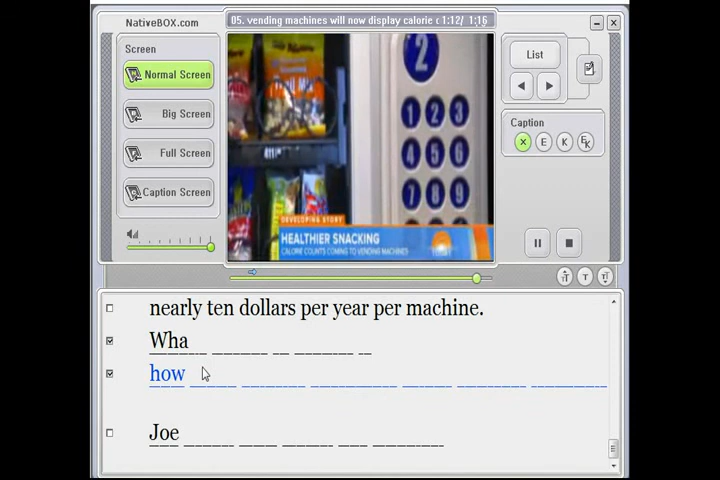 NativeBOX.com
05. vending machines will now display calorie c 1:12/ 1:16
Screen
Normal Screen
Big Screen
Full Screen
Caption Screen
List
Caption
X E K EK
2
1 2 3
4 5 6
7 8 9
DEVELOPING STORY
HEALTHIER SNACKING
CALORIE COUNTS COMING TO VENDING MACHINES
T T T
nearly ten dollars per year per machine.
Wha
how
Joe